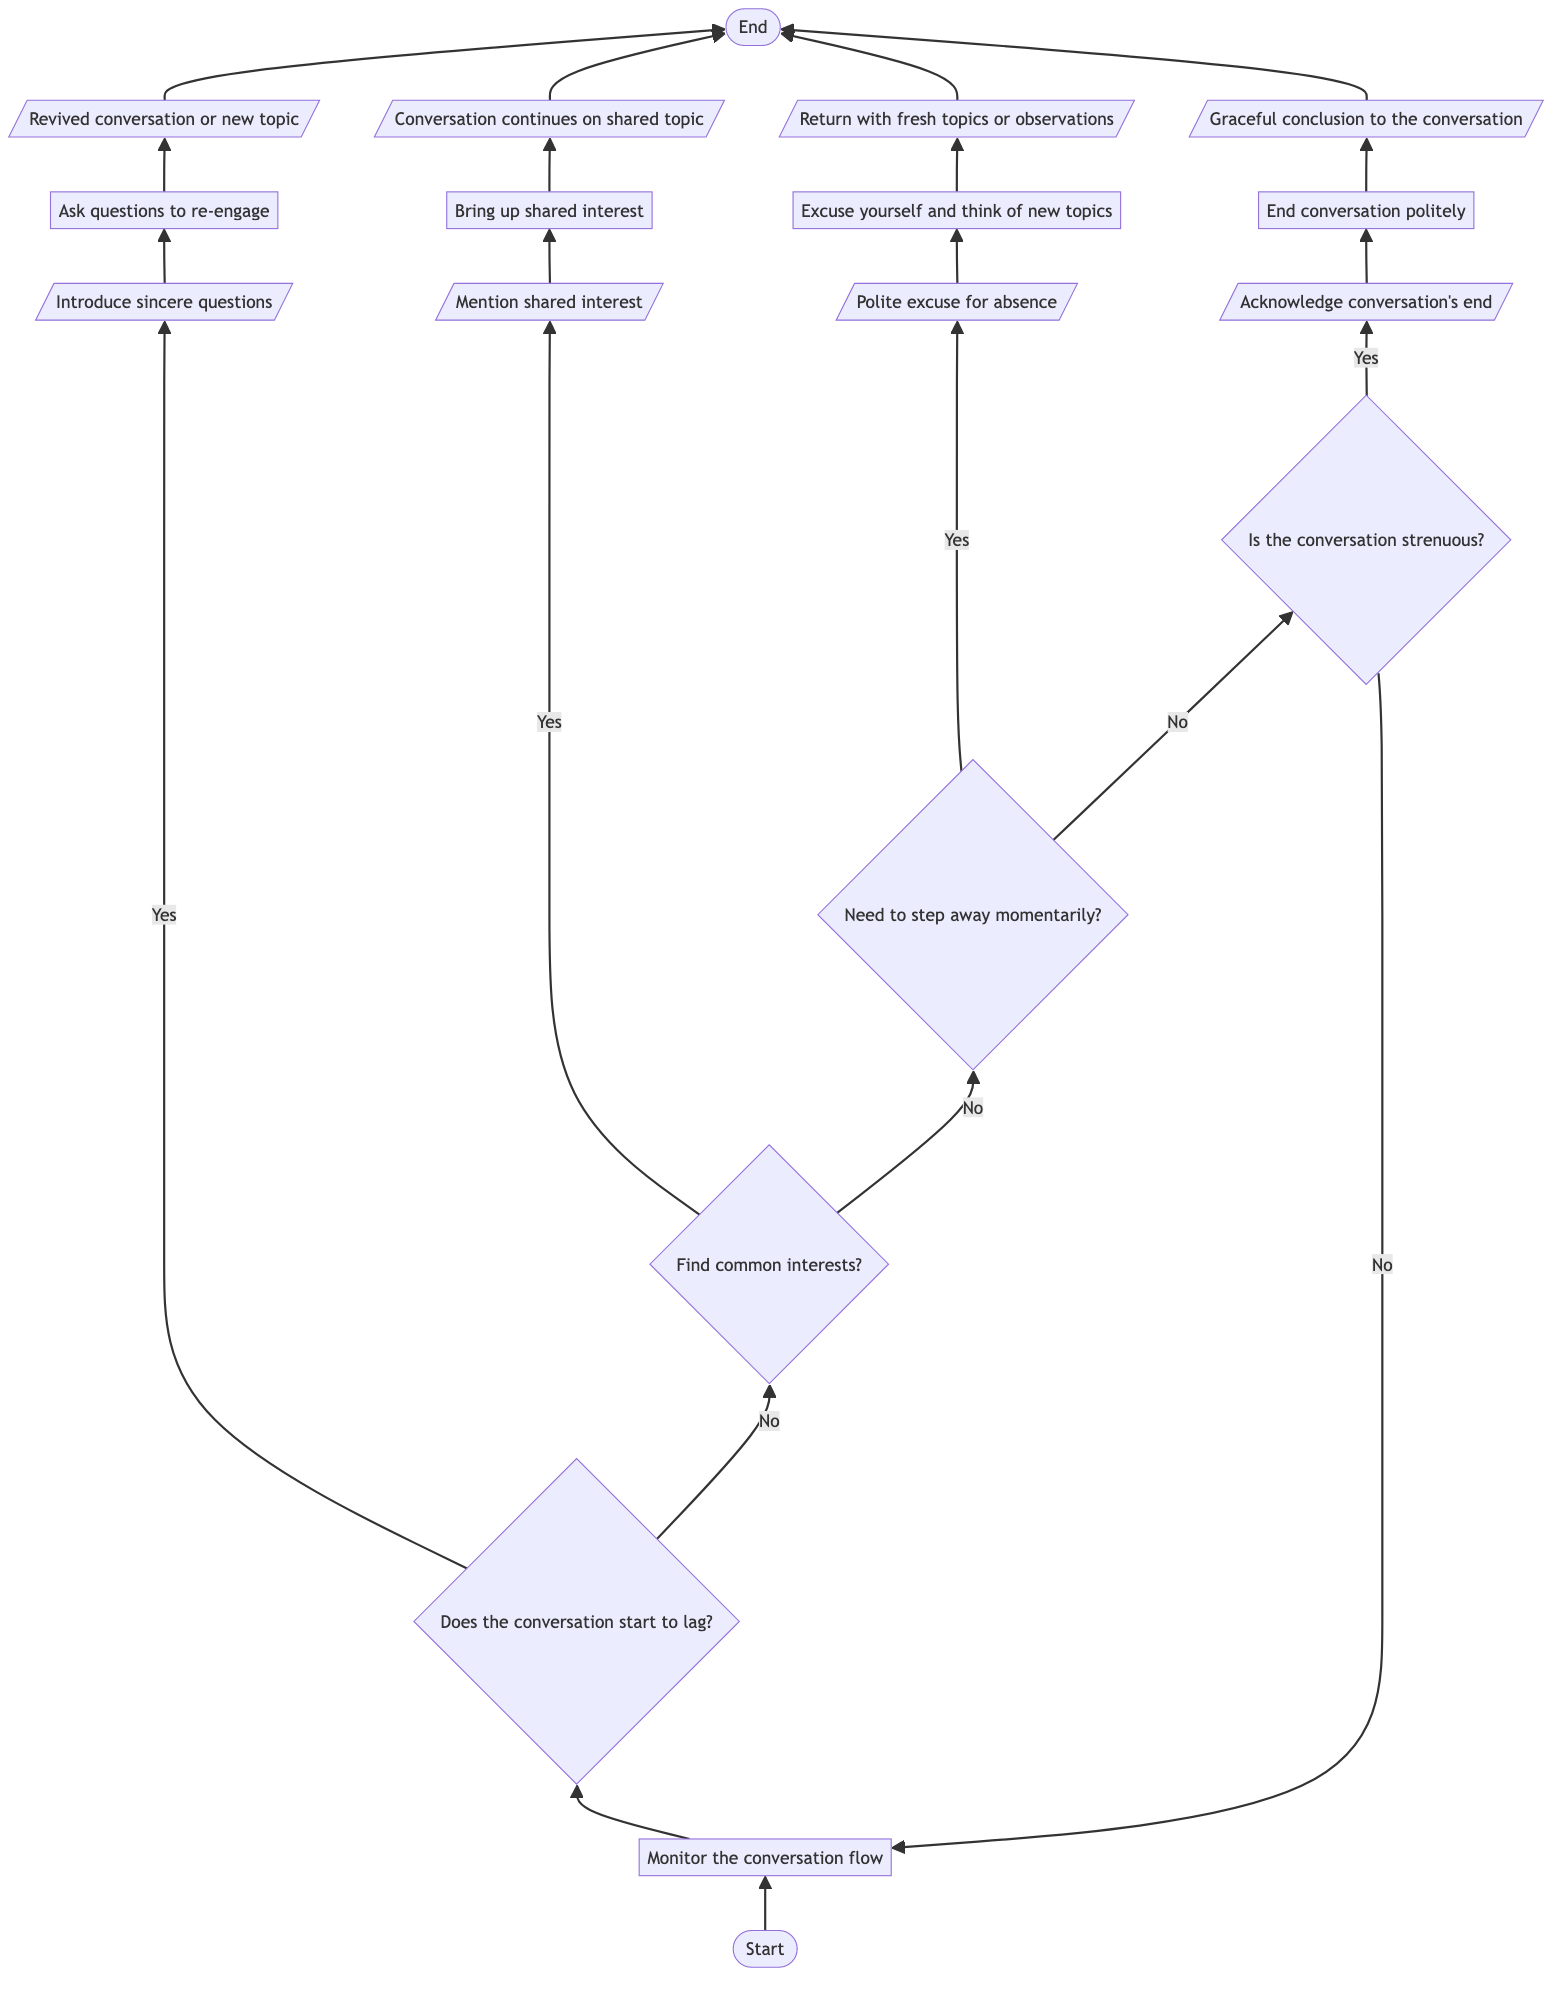 End
Revived conversation or new topic
Conversation continues on shared topic
Return with fresh topics or observations
Graceful conclusion to the conversation
Ask questions to re-engage
Bring up shared interest
Excuse yourself and think of new topics
End conversation politely
Introduce sincere questions
Mention shared interest
Polite excuse for absence
Acknowledge conversation's end
Yes
Yes
Is the conversation strenuous?
Yes
No
Yes
Need to step away momentarily?
No
Find common interests?
No
No
Does the conversation start to lag?
Monitor the conversation flow
Start